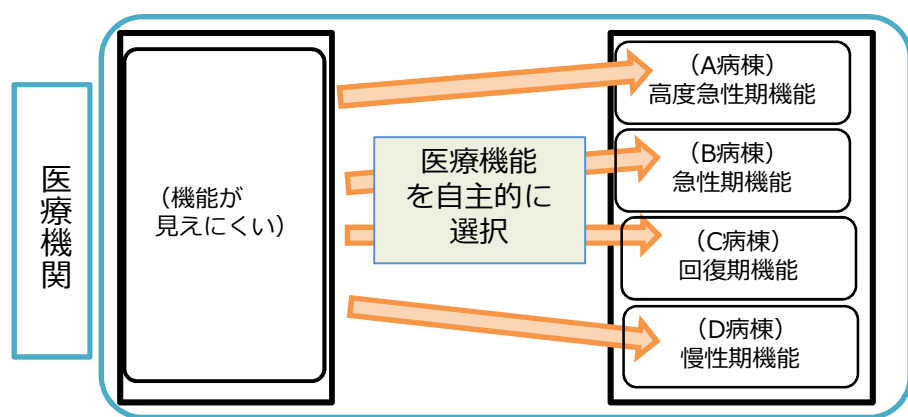 医療機関
（機能が
見えにくい）
医療機能
を自主的に
選択
（A病棟）
高度急性期機能
（B病棟）
急性期機能
（C病棟）
回復期機能
（D病棟）
慢性期機能